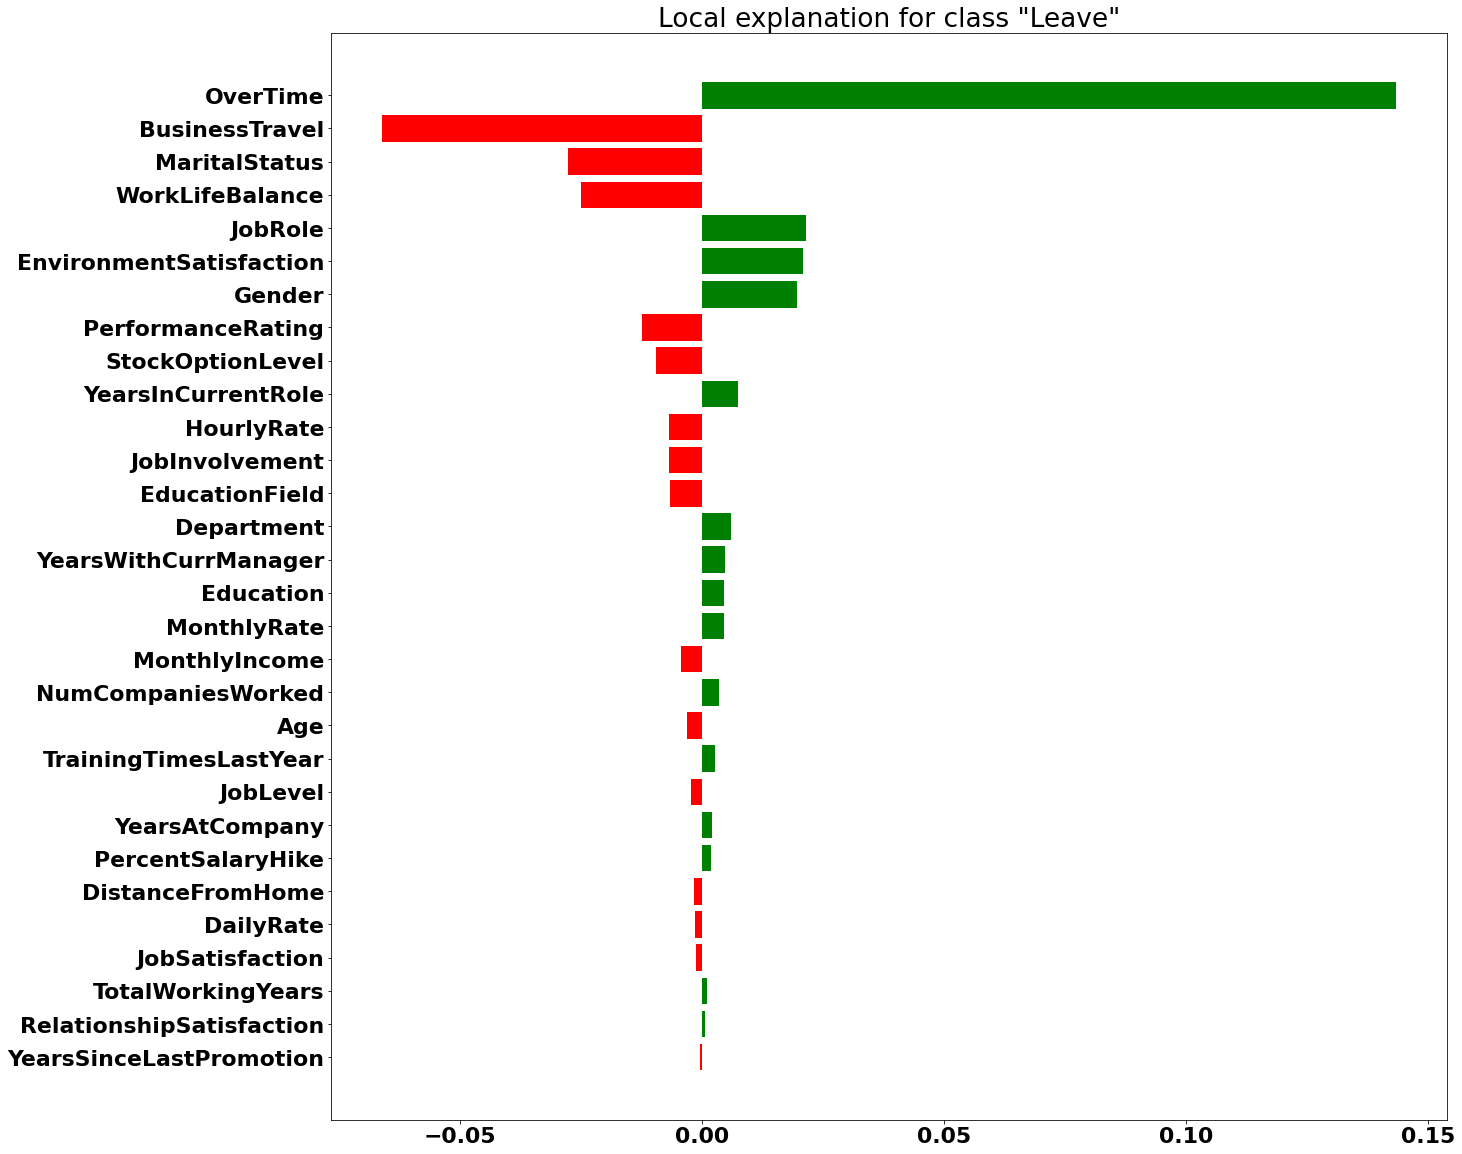 Local explanation for class "Leave"
OverTime
BusinessTravel
MaritalStatus
WorkLifeBalance
JobRole
EnvironmentSatisfaction
Gender
PerformanceRating
StockOptionLevel
YearsInCurrentRole
HourlyRate
JobInvolvement
EducationField
Department
YearsWithCurrManager
Education
MonthlyRate
MonthlyIncome
NumCompaniesWorked
Age
TrainingTimesLastYear
JobLevel
YearsAtCompany
PercentSalaryHike
DistanceFromHome
DailyRate
JobSatisfaction
TotalWorkingYears
RelationshipSatisfaction
YearsSinceLastPromotion
−0.05 0.00 0.05 0.10 0.15